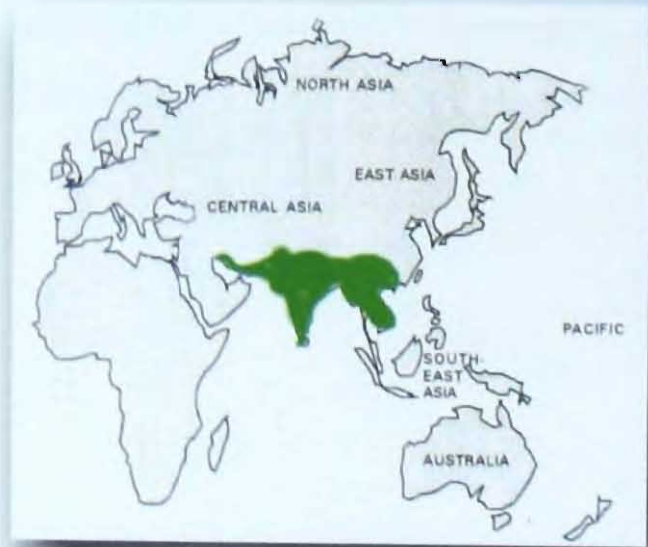 NORTH ASIA
EAST ASIA
CENTRAL ASIA
PACIFIC
SOUTH-
EAST
ASIA
AUSTRALIA